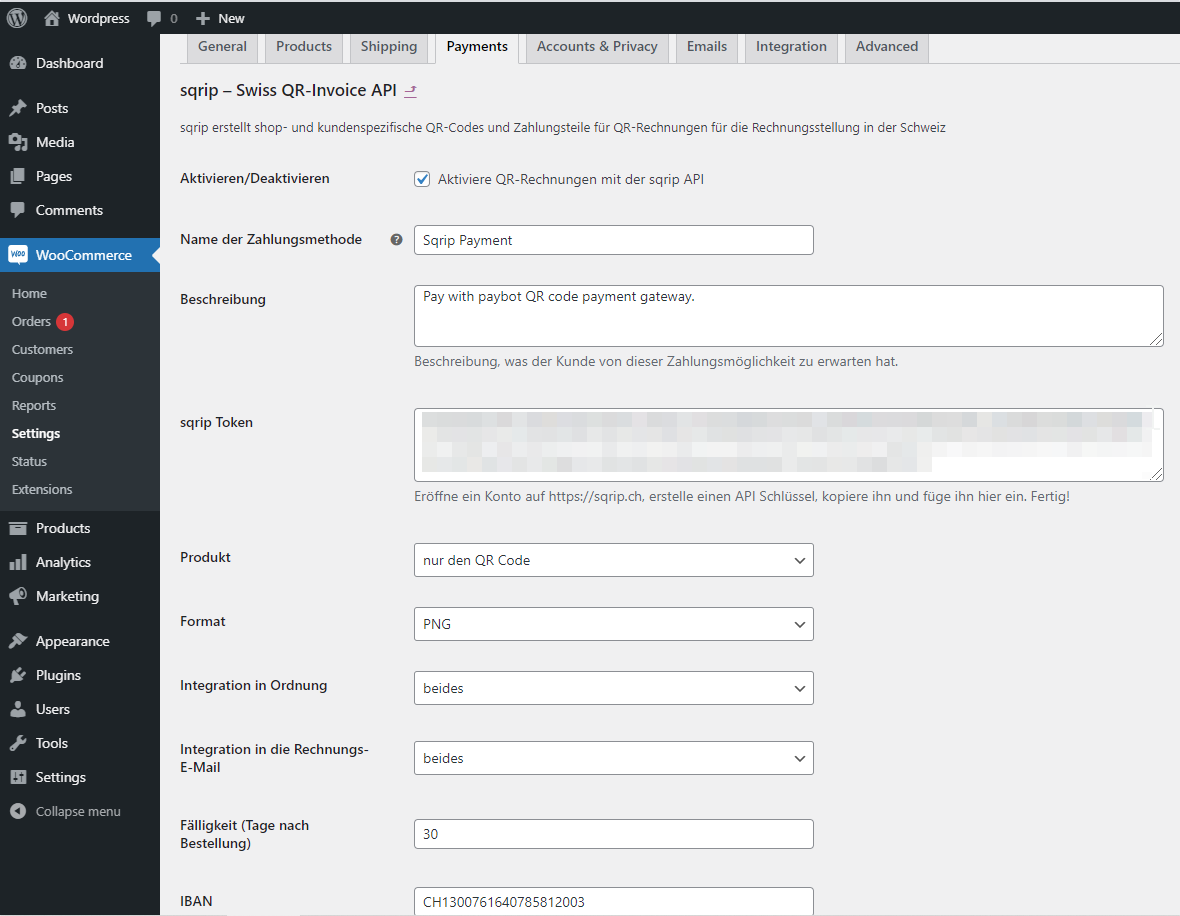 Wordpress 0 New
Dashboard
Posts
Media
Pages
Comments
WOO WooCommerce
Home
Orders 1
Customers
Coupons
Reports
Settings
Status
Extensions
Products
Analytics
Marketing
Appearance
Plugins
Users
Tools
Settings
Collapse menu
General Products Shipping Payments Accounts & Privacy Emails Integration Advanced
sqrip – Swiss QR-Invoice API
sqrip erstellt shop- und kundenspezifische QR-Codes und Zahlungsteile für QR-Rechnungen für die Rechnungsstellung in der Schweiz
Aktivieren/Deaktivieren Aktiviere QR-Rechnungen mit der sqrip API
Name der Zahlungsmethode ? Sqrip Payment
Beschreibung Pay with paybot QR code payment gateway.
Beschreibung, was der Kunde von dieser Zahlungsmöglichkeit zu erwarten hat.
sqrip Token
Eröffne ein Konto auf https://sqrip.ch, erstelle einen API Schlüssel, kopiere ihn und füge ihn hier ein. Fertig!
Produkt nur den QR Code
Format PNG
Integration in Ordnung beides
Integration in die Rechnungs-
E-Mail beides
Fälligkeit (Tage nach
Bestellung) 30
IBAN CH1300761640785812003